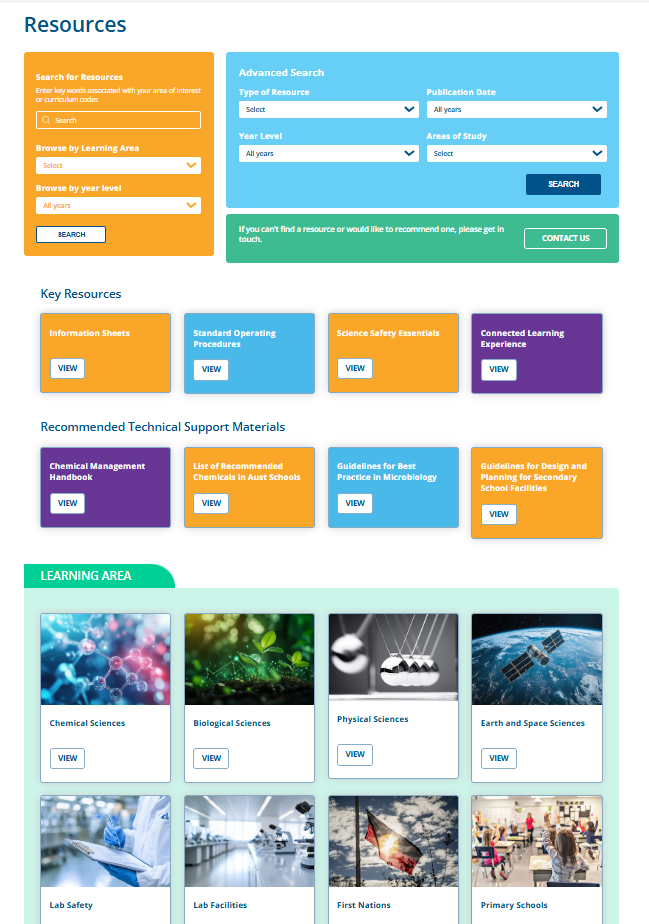 Resources
Search for Resources
Enter key words associated with your area of interest
or curriculum codes
Search
Browse by Learning Area
Select
Browse by year level
All years
SEARCH
Advanced Search
Type of Resource
Publication Date
Select
All years
Year Level
Areas of Study
All years
Select
SEARCH
If you can't find a resource or would like to recommend one, please get in
touch.
CONTACT US
Key Resources
Information Sheets
VIEW
Standard Operating
Procedures
VIEW
Science Safety Essentials
VIEW
Connected Learning
Experience
VIEW
Recommended Technical Support Materials
Chemical Management
Handbook
VIEW
List of Recommended
Chemicals in Aust Schools
VIEW
Guidelines for Best
Practice in Microbiology
VIEW
Guidelines for Design and
Planning for Secondary
School Facilities
VIEW
LEARNING AREA
Chemical Sciences
VIEW
Biological Sciences
VIEW
Physical Sciences
VIEW
Earth and Space Sciences
VIEW
Lab Safety
Lab Facilities
First Nations
Primary Schools